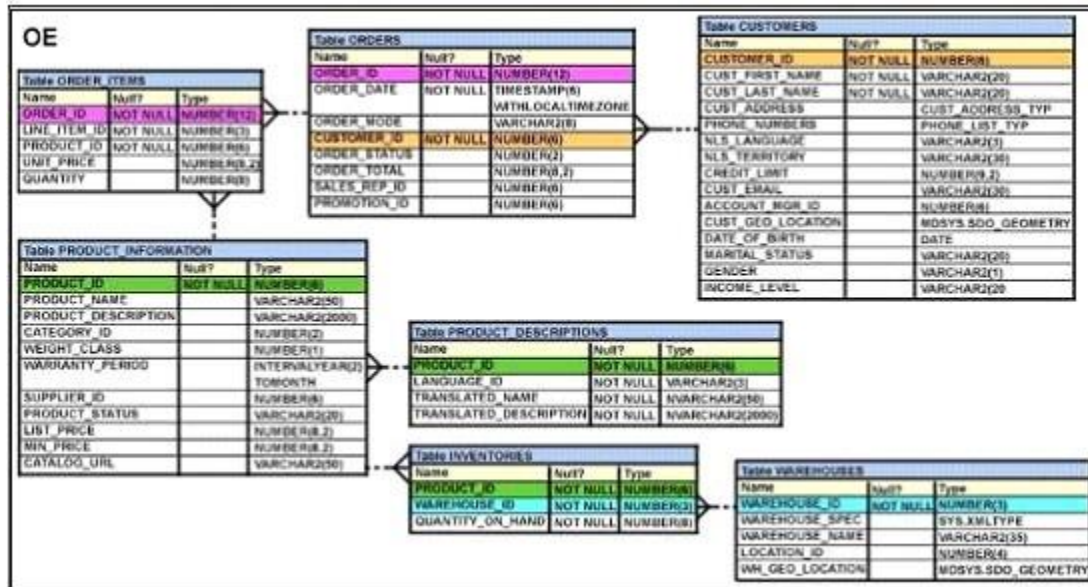 OE
Table ORDER_ITEMS
Name Null? Type
ORDER_ID NOT NULL NUMBER(12)
LINE_ITEM_ID NOT NULL NUMBER(3)
PRODUCT_ID NOT NULL NUMBER(6)
UNIT_PRICE NUMBER(8,2)
QUANTITY NUMBER(8)
Table ORDERS
Name Null? Type
ORDER_ID NOT NULL NUMBER(12)
ORDER_DATE NOT NULL TIMESTAMP(6)
WITHLOCALTIMEZONE
ORDER_MODE VARCHAR2(8)
CUSTOMER_ID NOT NULL NUMBER(6)
ORDER_STATUS NUMBER(2)
ORDER_TOTAL NUMBER(8,2)
SALES_REP_ID NUMBER(6)
PROMOTION_ID NUMBER(6)
Table CUSTOMERS
Name Null? Type
CUSTOMER_ID NOT NULL NUMBER(6)
CUST_FIRST_NAME NOT NULL VARCHAR2(20)
CUST_LAST_NAME NOT NULL VARCHAR2(20)
CUST_ADDRESS CUST_ADDRESS_TYP
PHONE_NUMBERS PHONE_LIST_TYP
NLS_LANGUAGE VARCHAR2(3)
NLS_TERRITORY VARCHAR2(30)
CREDIT_LIMIT NUMBER(9,2)
CUST_EMAIL VARCHAR2(30)
ACCOUNT_MGR_ID NUMBER(6)
CUST_GEO_LOCATION MDSYS.SDO_GEOMETRY
DATE_OF_BIRTH DATE
MARITAL_STATUS VARCHAR2(20)
GENDER VARCHAR2(1)
INCOME_LEVEL VARCHAR2(20
Table PRODUCT_INFORMATION
Name Null? Type
PRODUCT_ID NOT NULL NUMBER(6)
PRODUCT_NAME VARCHAR2(50)
PRODUCT_DESCRIPTION VARCHAR2(2000)
CATEGORY_ID NUMBER(2)
WEIGHT_CLASS NUMBER(1)
WARRANTY_PERIOD INTERVALYEAR(2)
TOMONTH
SUPPLIER_ID NUMBER(6)
PRODUCT_STATUS VARCHAR2(20)
LIST_PRICE NUMBER(8,2)
MIN_PRICE NUMBER(8,2)
CATALOG_URL VARCHAR2(50)
Table PRODUCT_DESCRIPTIONS
Name Null? Type
PRODUCT_ID NOT NULL NUMBER(6)
LANGUAGE_ID NOT NULL VARCHAR2(3)
TRANSLATED_NAME NOT NULL NVARCHAR2(50)
TRANSLATED_DESCRIPTION NOT NULL NVARCHAR2(2000)
Table INVENTORIES
Name Null? Type
PRODUCT_ID NOT NULL NUMBER(6)
WAREHOUSE_ID NOT NULL NUMBER(3)
QUANTITY_ON_HAND NOT NULL NUMBER(8)
Table WAREHOUSES
Name Null? Type
WAREHOUSE_ID NOT NULL NUMBER(3)
WAREHOUSE_SPEC SYS.XMLTYPE
WAREHOUSE_NAME VARCHAR2(35)
LOCATION_ID NUMBER(4)
WH_GEO_LOCATION MDSYS.SDO_GEOMETRY